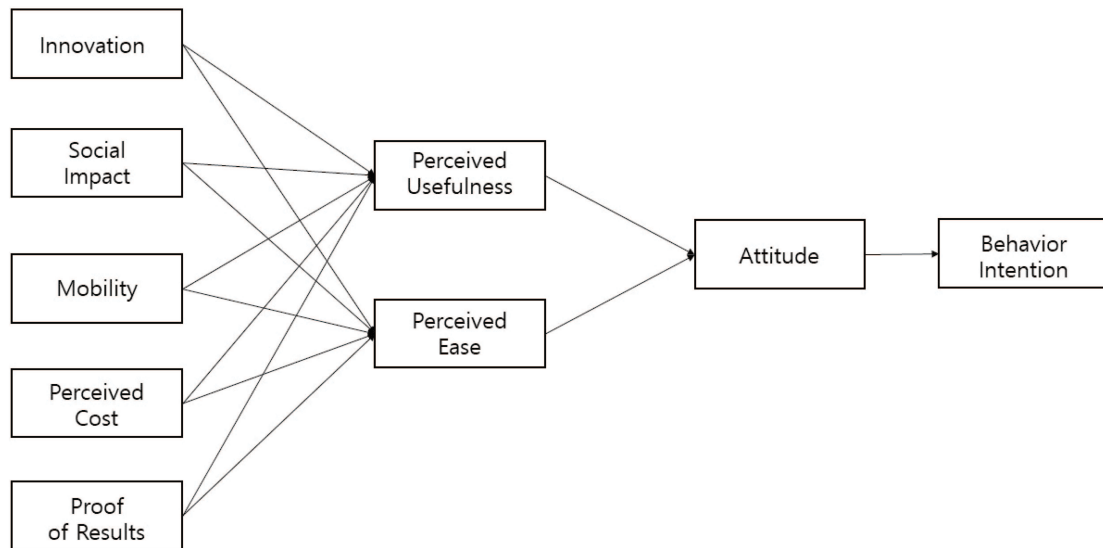 Innovation
Social
Impact
Mobility
Perceived
Cost
Proof
of Results
Perceived
Usefulness
Perceived
Ease
Attitude
Behavior
Intention